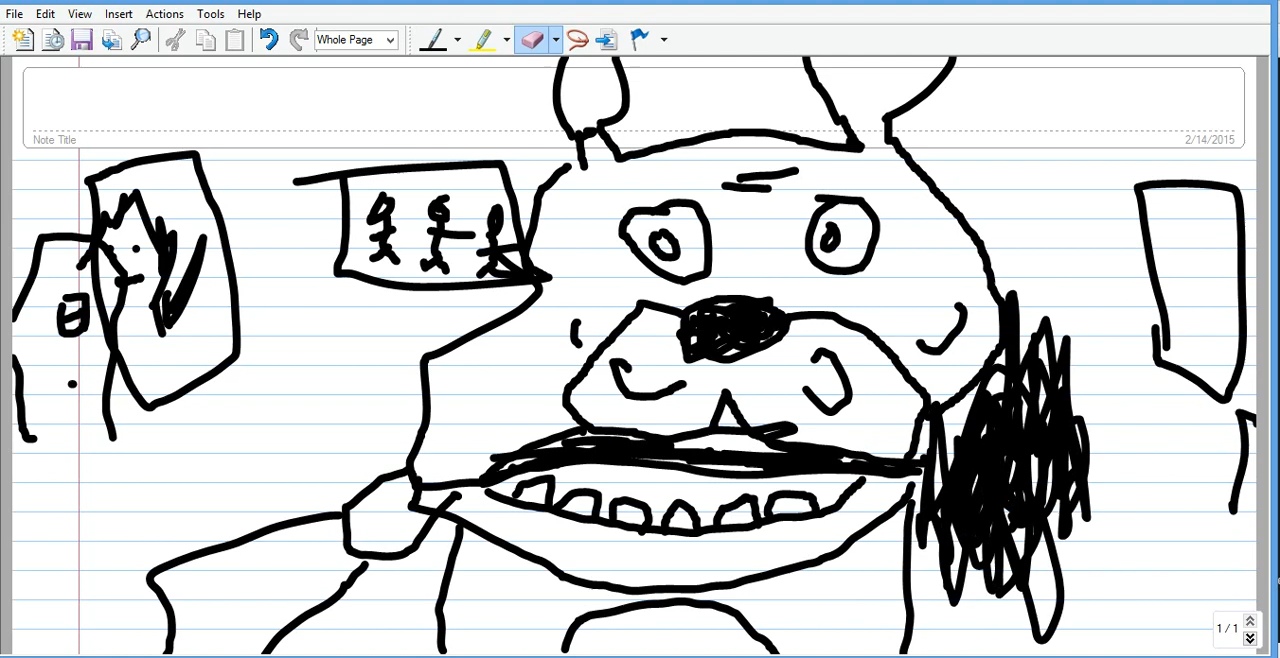 File Edit View Insert Actions Tools Help
Whole Page
Note Title
2/14/2015
1 / 1